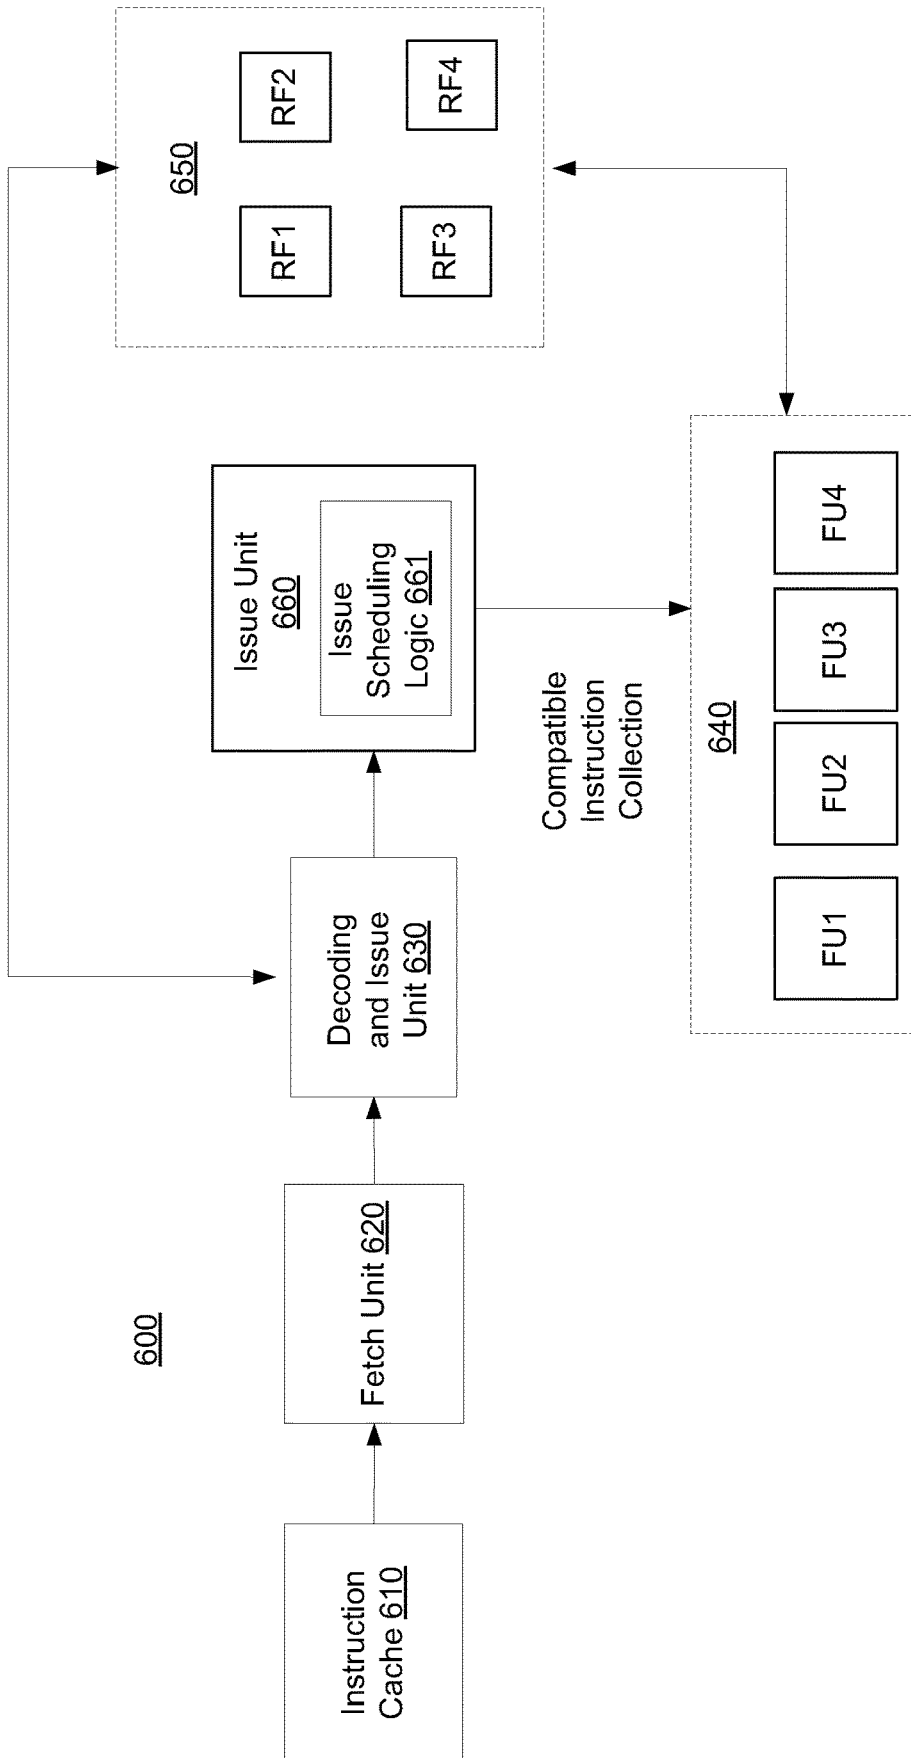 600
Instruction
Cache 610
Fetch Unit 620
Decoding
and Issue
Unit 630
Issue Unit
660
Issue
Scheduling
Logic 661
Compatible
Instruction
Collection
640
FU1
FU2
FU3
FU4
650
RF1
RF2
RF3
RF4